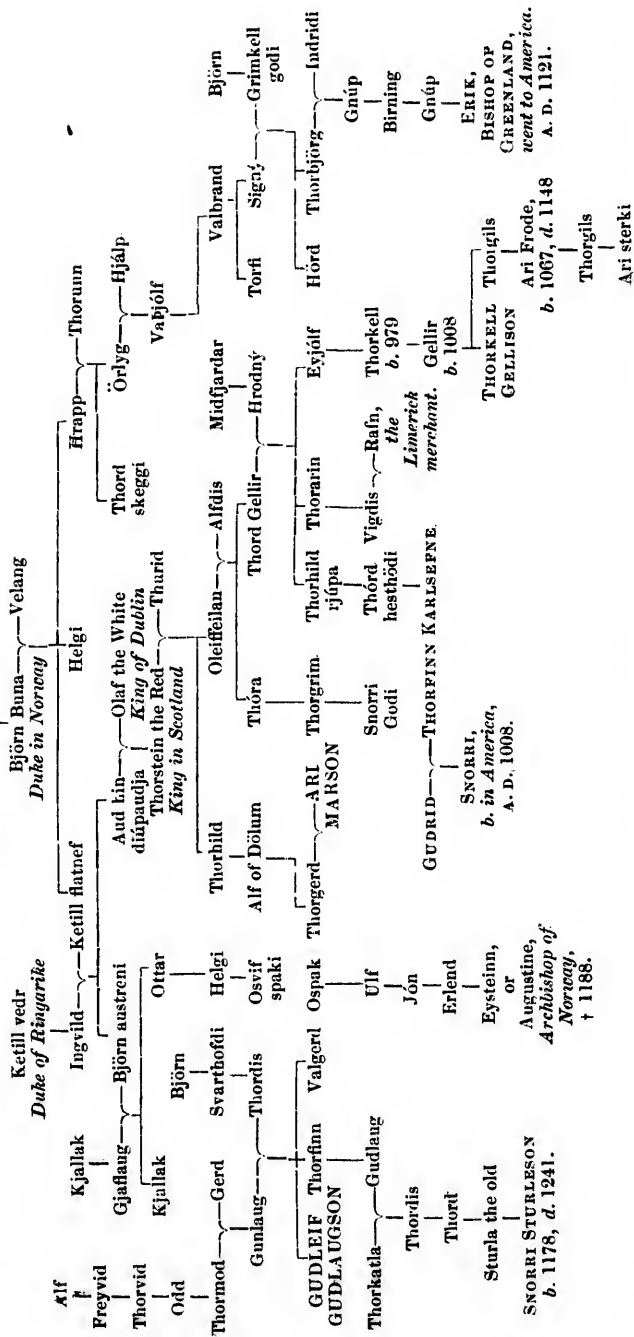 Björn Buna Velang
Duke in Norway
Ketill vedr
Duke of Ringarike
Helgi
Hrapp Thorunn
Ingvild Ketill flatnef
Thord
skeggi
Örlyg Hjálp
Valþjólf
Kjallak
Gjaflaug Björn austreni
Aud
diúpaudja
Olaf the White
King of Dublin
Thorstein the Red Thurid
King in Scotland
Valbrand
Björn
Torfi
Signý Grimkell
godi
Kjallak
Ottar
Ælf
Freyvid
Thorvid
Odd
Thormod Gerd
Björn
Svarthofdi
Helgi
Osvif
spaki
Thorhild
Oleiffeilan Alfdis
Midfjardar
Alf of Dölum
Thóra
Thord Gellir Hrodný
Hörd
Thorbjörg Indridi
Gunlaug Thordis
Thorgerd ARI
MARSON
Thorgrim
Snorri
Godi
Thorhild
rjúpa
Thorarin
Eyjólf
Gnúp
Birning
Gnúp
ERIK,
BISHOP OF
GREENLAND,
went to America.
A. D. 1121.
Thórd
hesthödi
Vigdis Rafn,
the
Limerick
merchant.
Thorkell
b. 979
Gellir
b. 1008
GUDLEIF
GUDLAUGSON
Thorfinn
Valgerd
Ospak
Ulf
Jón
Erlend
Eysteinn,
or
Augustine,
Archbishop of
Norway,
† 1188.
GUDRID THORFINN KARLSEFNE
SNORRI,
b. in America,
A. D. 1008.
THORKELL
GELLISON
Thorgils
Ari Frode,
b. 1067, d. 1148
Thorgils
Ari sterki
Thorkatla Gudlaug
Thordis
Thord
Sturla the old
SNORRI STURLESON
b. 1178, d. 1241.